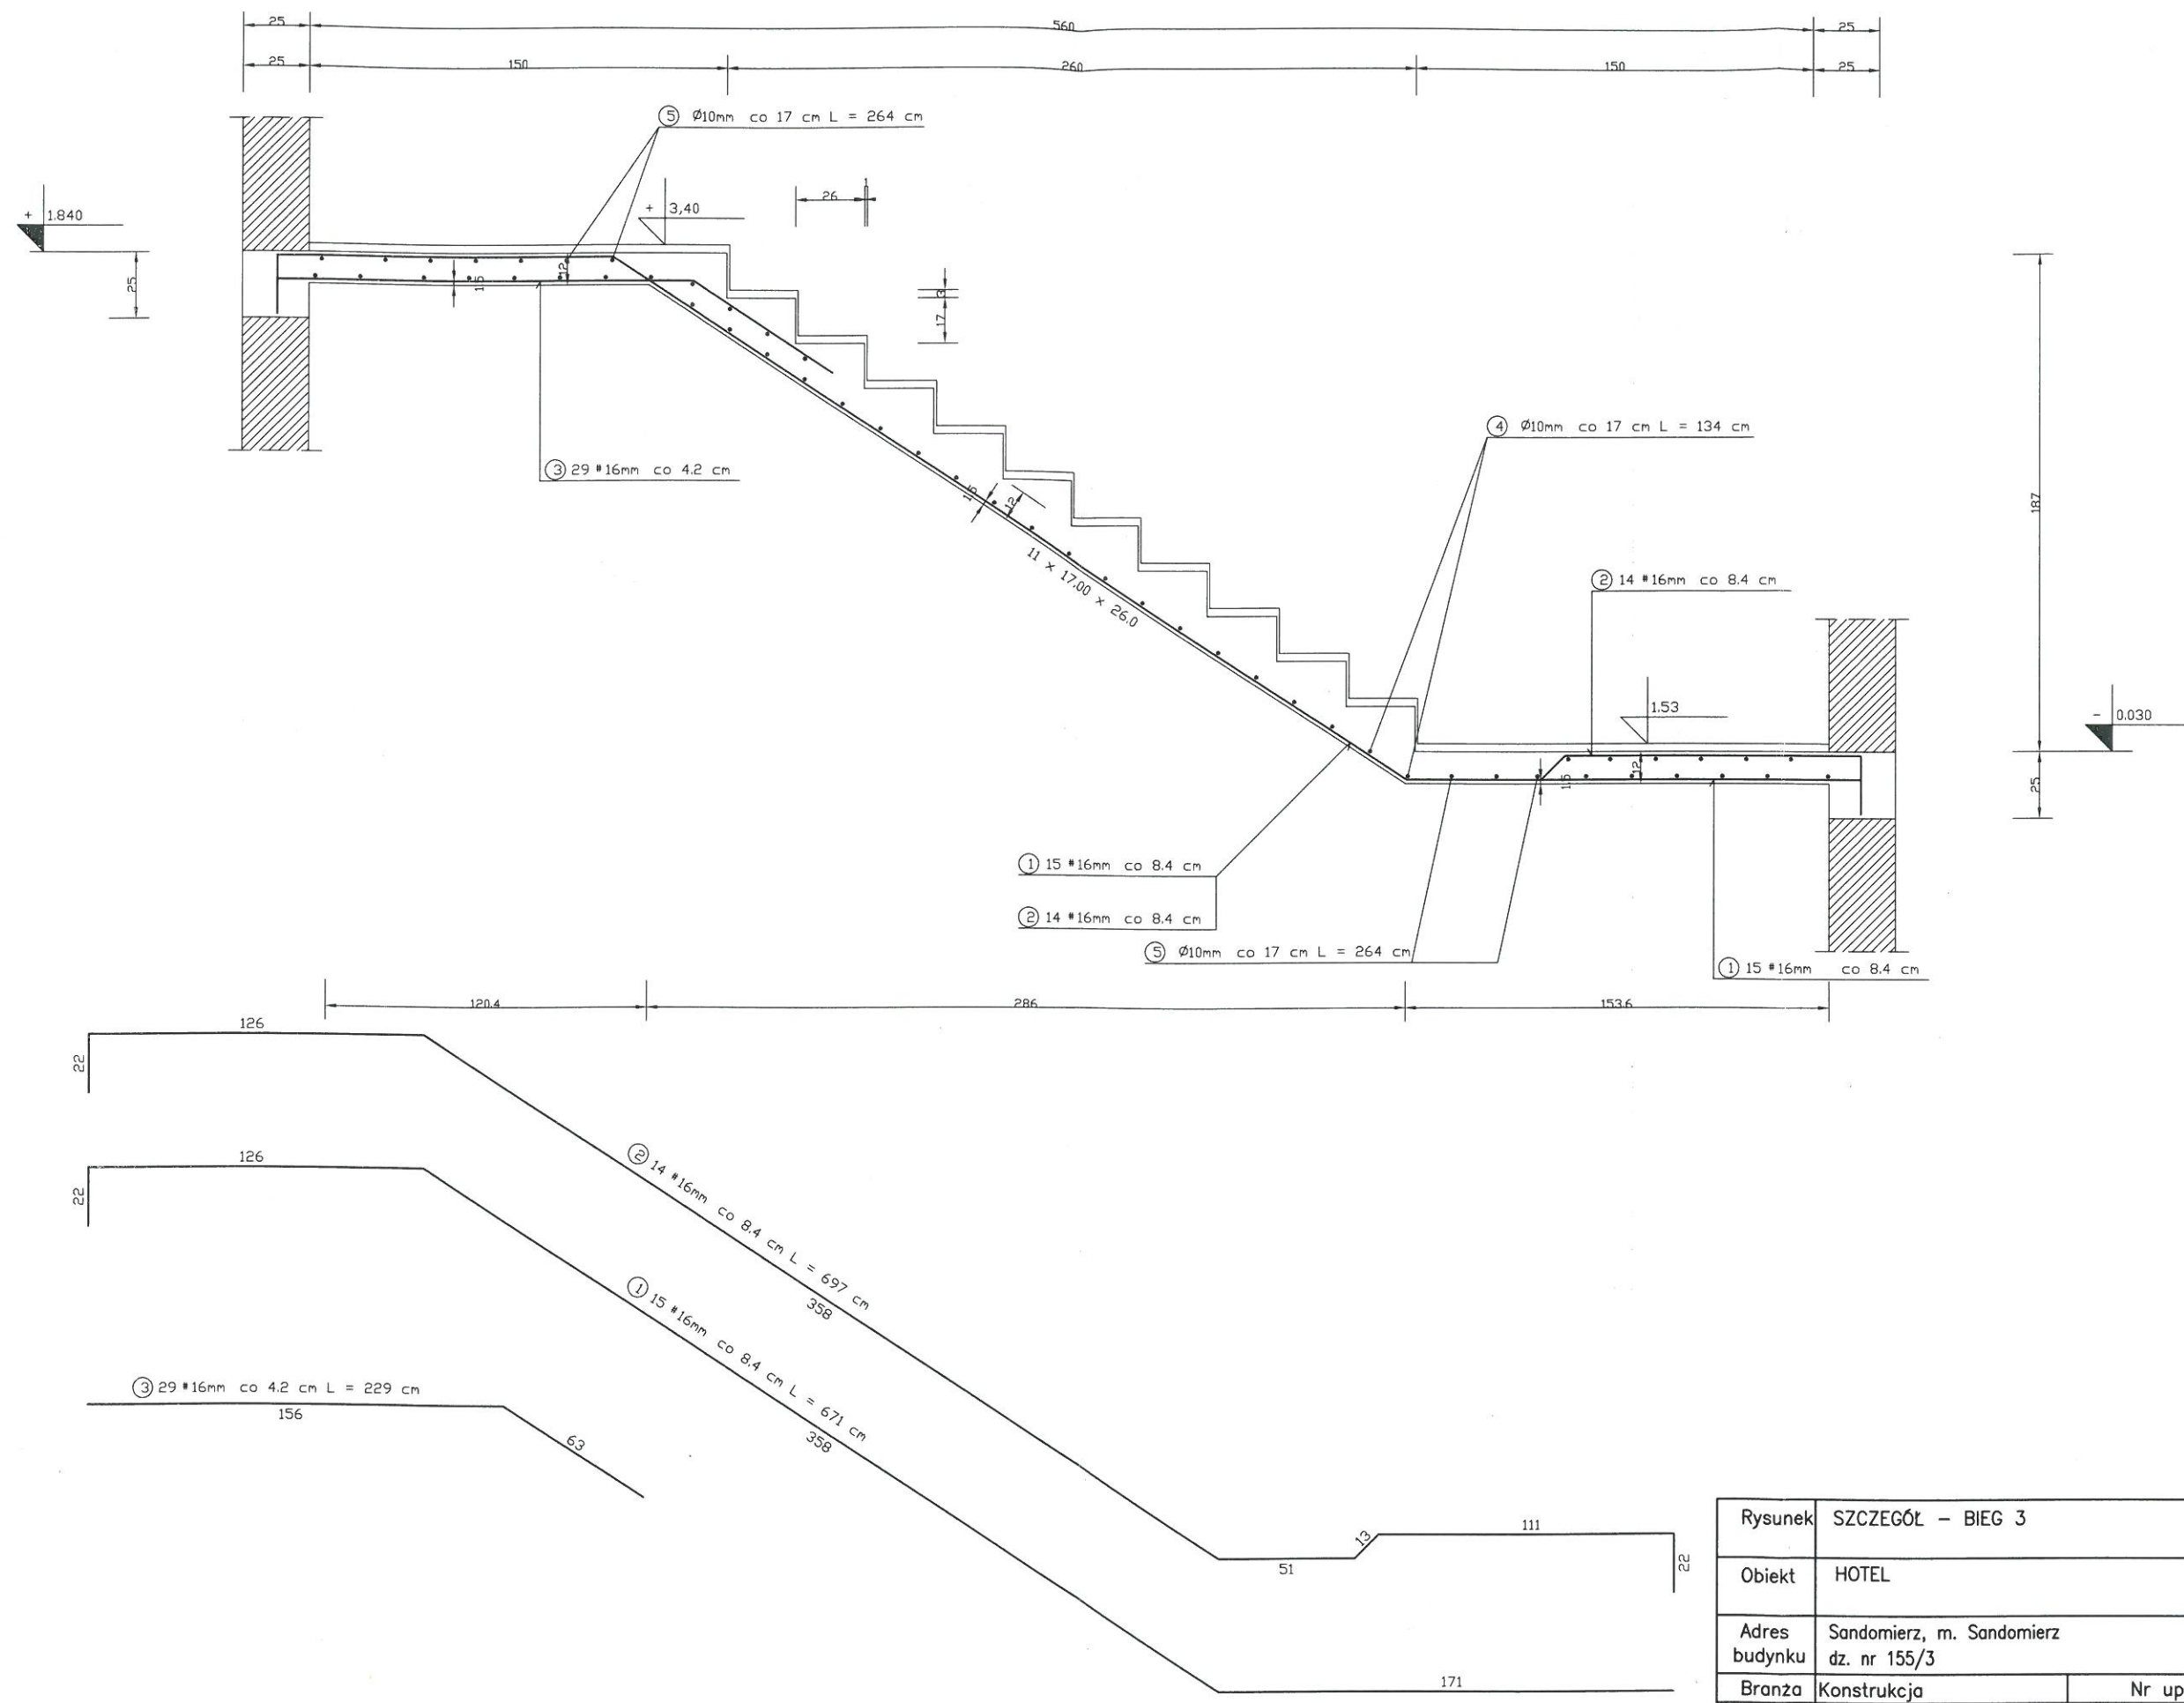 25
560
25
25
150
260
150
25
⑤ Ø10mm co 17 cm L = 264 cm
+ 1.840
26
1
+ 3,40
25
12
1.5
3
17
187
④ Ø10mm co 17 cm L = 134 cm
③ 29 #16mm co 4.2 cm
1.5
12
11 x 17.00 x 26.0
② 14 #16mm co 8.4 cm
1.53
- 0.030
12
1.5
25
① 15 #16mm co 8.4 cm
② 14 #16mm co 8.4 cm
⑤ Ø10mm co 17 cm L = 264 cm
① 15 #16mm co 8.4 cm
120.4
286
153.6
126
22
126
22
② 14 #16mm co 8.4 cm L = 697 cm
358
① 15 #16mm co 8.4 cm L = 671 cm
358
③ 29 #16mm co 4.2 cm L = 229 cm
156
63
51
13
111
22
171
Rysunek SZCZEGÓŁ - BIEG 3
Obiekt HOTEL
Adres budynku Sandomierz, m. Sandomierz
dz. nr 155/3
Branża Konstrukcja Nr up